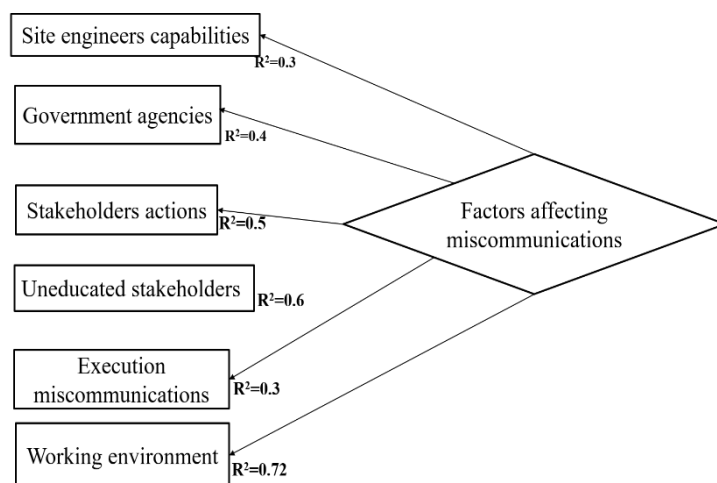 Site engineers capabilities
R²=0.3
Government agencies
R²=0.4
Stakeholders actions
R²=0.5
Factors affecting
miscommunications
Uneducated stakeholders
R²=0.6
Execution
miscommunications
R²=0.3
Working environment
R²=0.72